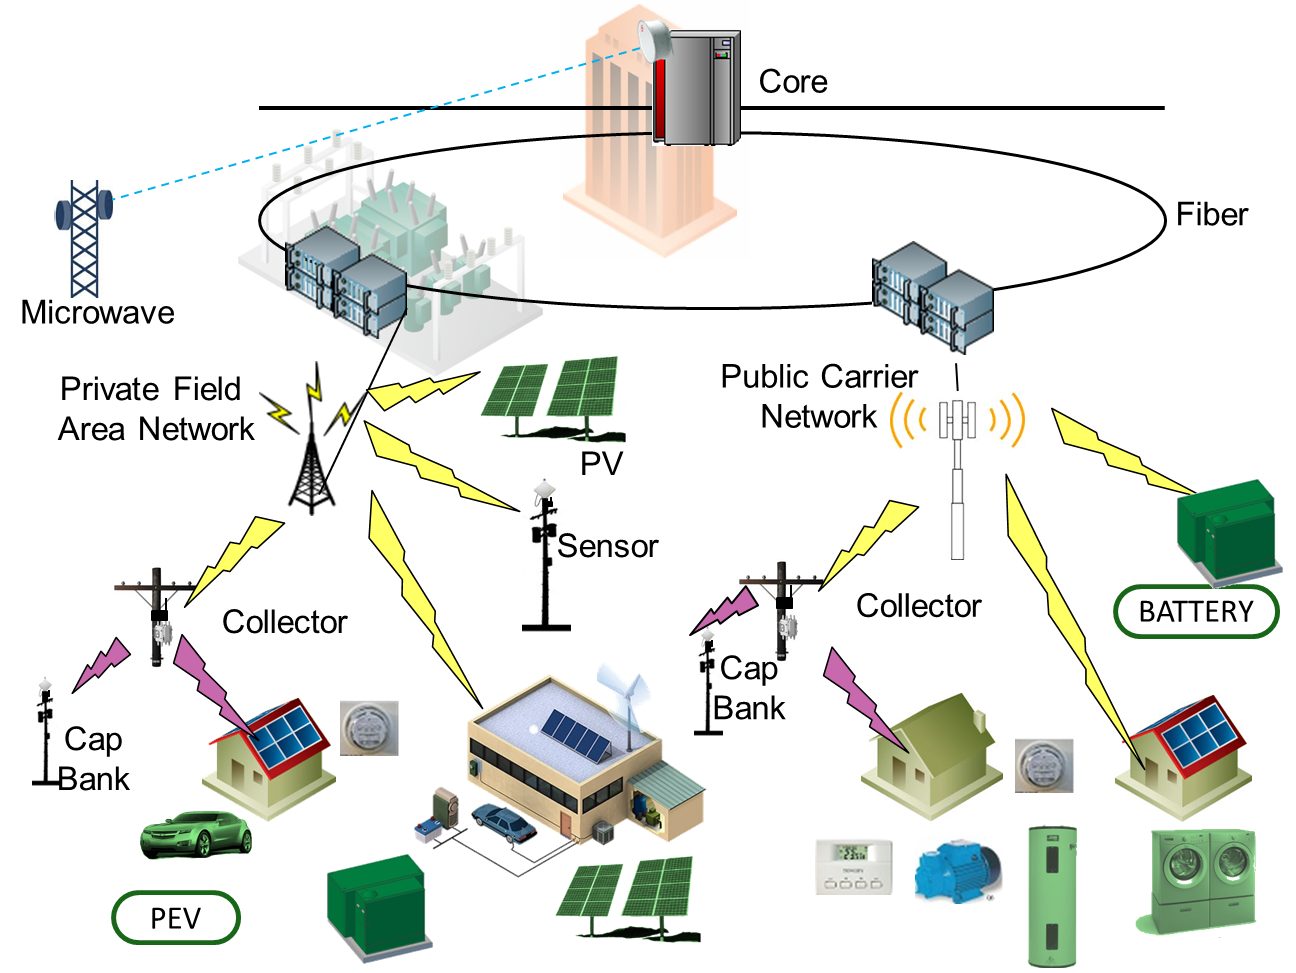 Core
Fiber
Microwave
Private Field
Area Network
Public Carrier
Network
PV
Sensor
Collector
Collector
BATTERY
Cap
Bank
Cap
Bank
PEV